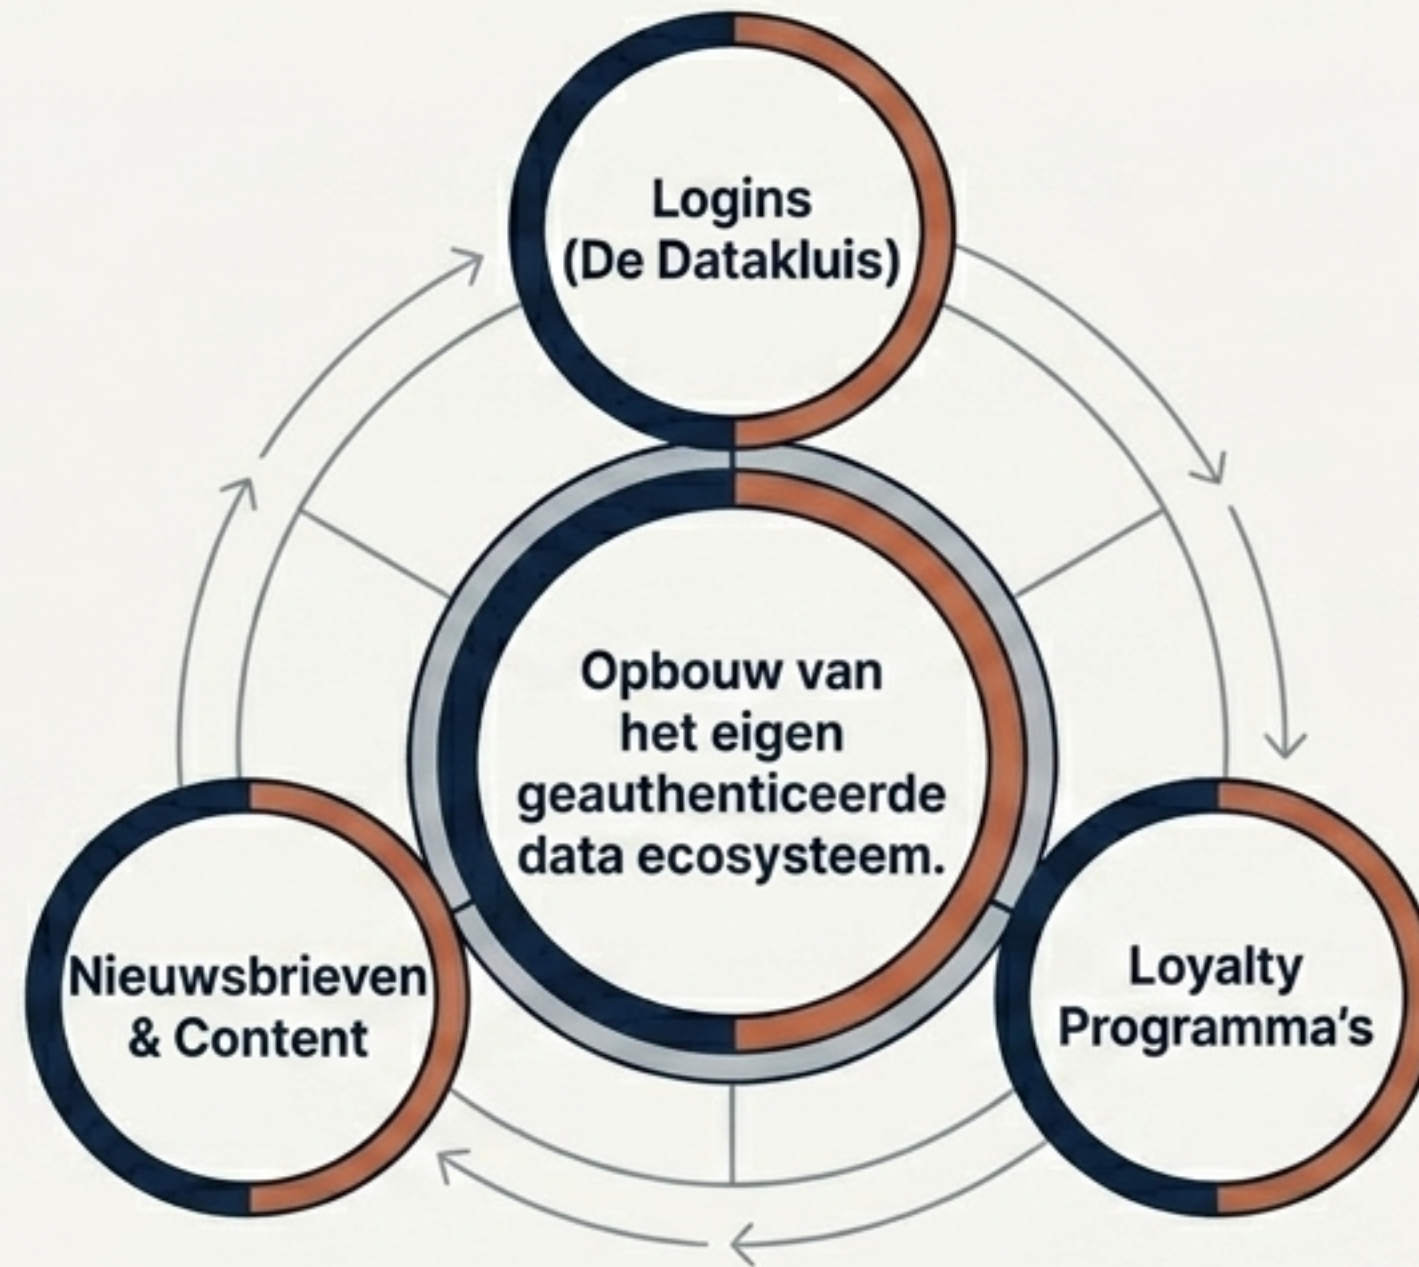 Logins
(De Datakluis)
Opbouw van
het eigen
geauthenticeerde
data ecosysteem.
Nieuwsbrieven
& Content
Loyalty
Programma's